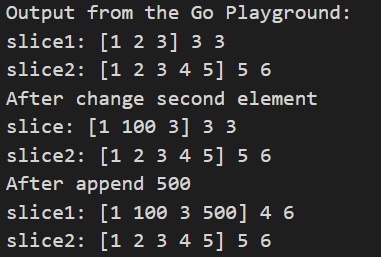 Output from the Go Playground:
slice1: [1 2 3] 3 3
slice2: [1 2 3 4 5] 5 6
After change second element
slice: [1 100 3] 3 3
slice2: [1 2 3 4 5] 5 6
After append 500
slice1: [1 100 3 500] 4 6
slice2: [1 2 3 4 5] 5 6